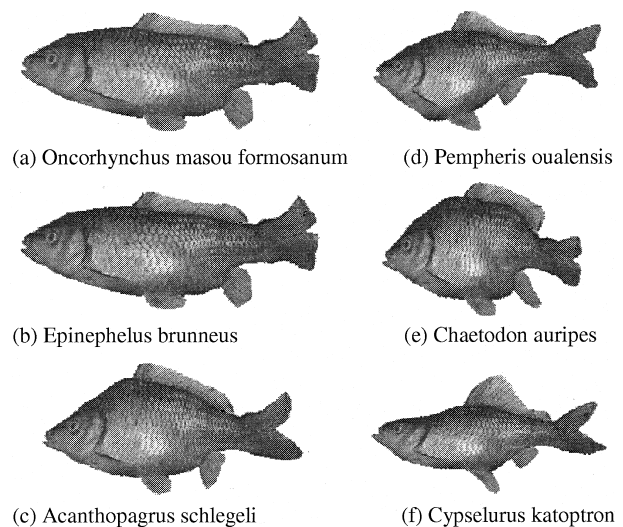 (a) Oncorhynchus masou formosanum
(d) Pempheris oualensis
(b) Epinephelus brunneus
(e) Chaetodon auripes
(c) Acanthopagrus schlegeli
(f) Cypselurus katoptron